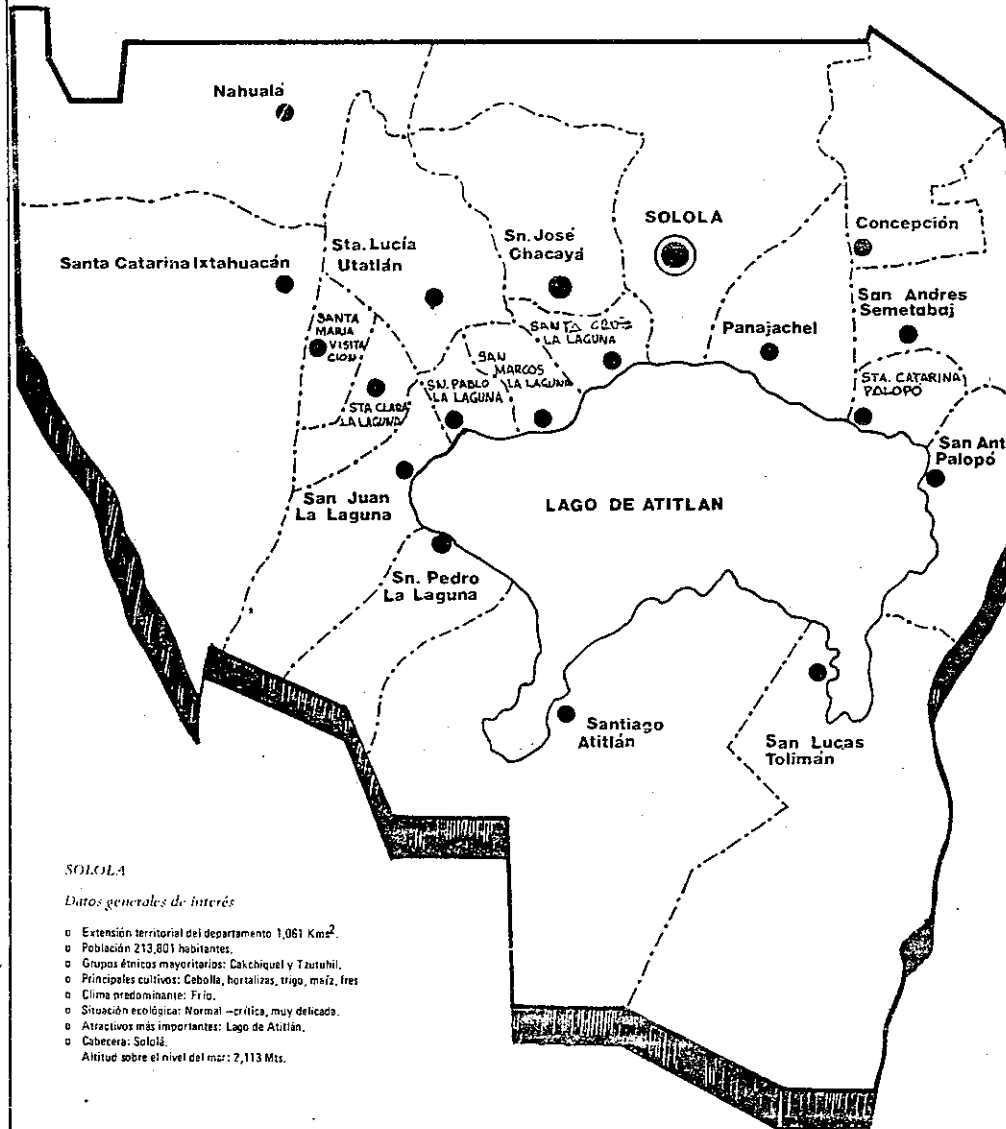 Nahualá
SOLOLA
Concepción
Sta. Lucía
Utatlán
Sn. José
Chacayá
Santa Catarina Ixtahuacán
San Andres
Semetabaj
SANTA
MARIA
VISITA
CION
SANTA CRUZ
LA LAGUNA
Panajachel
SAN
MARCOS
LA LAGUNA
SN. PABLO
LA LAGUNA
STA. CATARINA
PALOPO
STA CLARA
LA LAGUNA
San Ant
Palopó
San Juan
La Laguna
LAGO DE ATITLAN
Sn. Pedro
La Laguna
Santiago
Atitlán
San Lucas
Tolimán
SOLOLA
Datos generales de interés
o Extensión territorial del departamento 1,061 Kms².
o Población 213,801 habitantes.
o Grupos étnicos mayoritarios: Cakchiquel y Tzutuhil.
o Principales cultivos: Cebolla, hortalizas, trigo, maíz, fres
o Clima predominante: Frío.
o Situación ecológica: Normal –crítica, muy delicada.
o Atractivos más importantes: Lago de Atitlán.
o Cabecera: Sololá.
Altitud sobre el nivel del mar: 2,113 Mts.